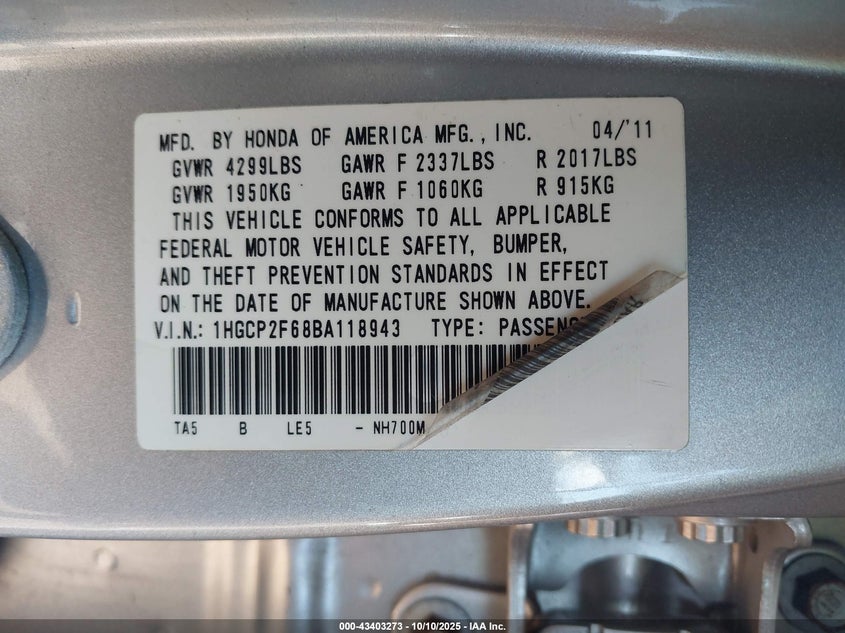 MFD. BY HONDA OF AMERICA MFG., INC. 04/'11
GVWR 4299LBS GAWR F 2337LBS R 2017LBS
GVWR 1950KG GAWR F 1060KG R 915KG
THIS VEHICLE CONFORMS TO ALL APPLICABLE
FEDERAL MOTOR VEHICLE SAFETY, BUMPER,
AND THEFT PREVENTION STANDARDS IN EFFECT
ON THE DATE OF MANUFACTURE SHOWN ABOVE.
V.I.N.: 1HGCP2F68BA118943 TYPE: PASSENG
TA5 B LE5 - NH700M
000-43403273 - 10/10/2025 - IAA Inc.